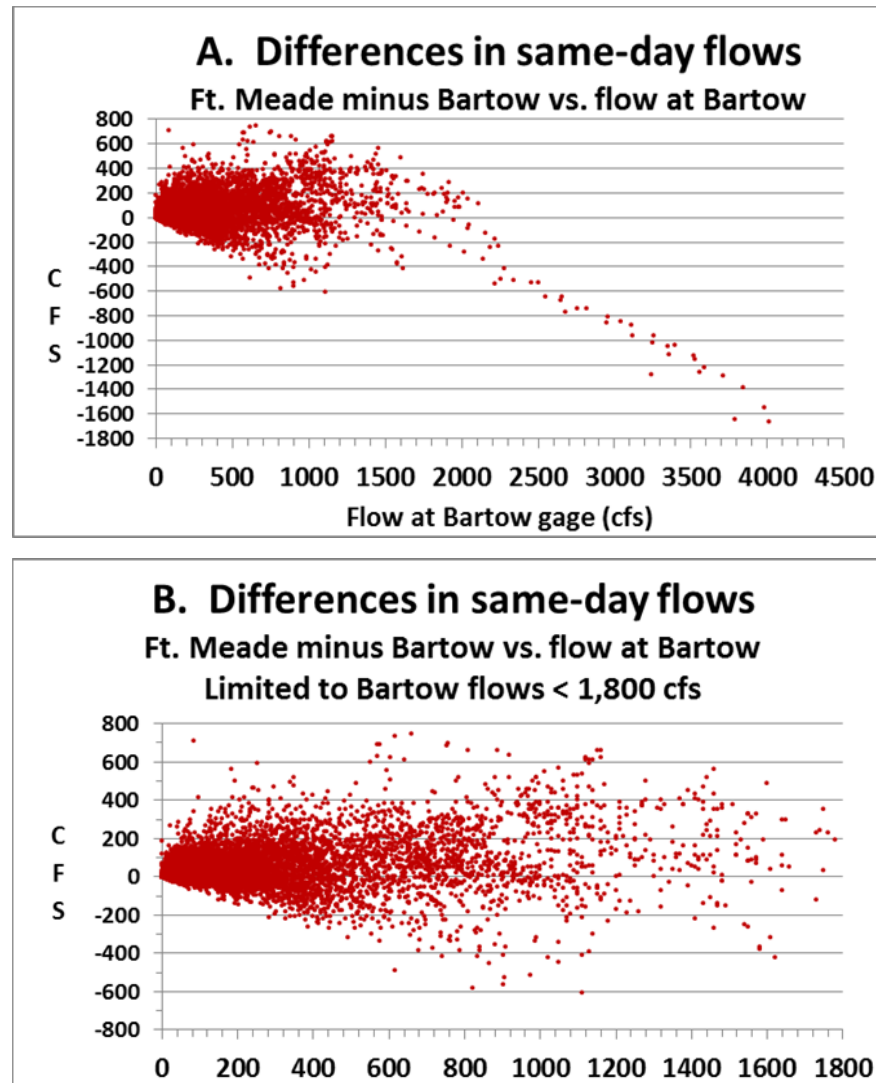 A. Differences in same-day flows
Ft. Meade minus Bartow vs. flow at Bartow
800
600
400
200
0
-200
-400
-600
-800
-1000
-1200
-1400
-1600
-1800
C
F
S
0 500 1000 1500 2000 2500 3000 3500 4000 4500
Flow at Bartow gage (cfs)
B. Differences in same-day flows
Ft. Meade minus Bartow vs. flow at Bartow
Limited to Bartow flows < 1,800 cfs
800
600
400
200
0
-200
-400
-600
-800
C
F
S
0 200 400 600 800 1000 1200 1400 1600 1800